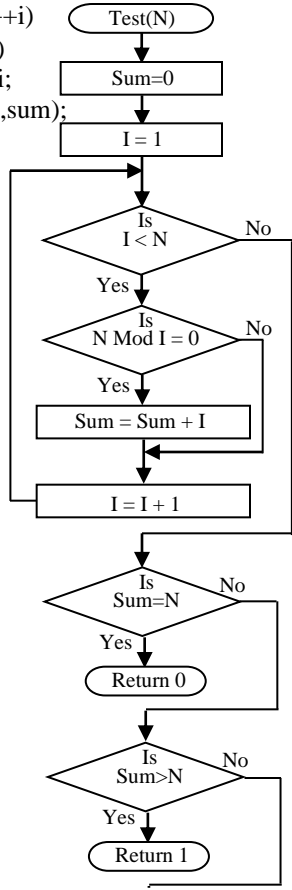 ++i)
)
i;
,sum);
Test(N)
Sum=0
I = 1
Is
I < N
No
Yes
Is
N Mod I = 0
No
Yes
Sum = Sum + I
I = I + 1
Is
Sum=N
No
Yes
Return 0
Is
Sum>N
No
Yes
Return 1